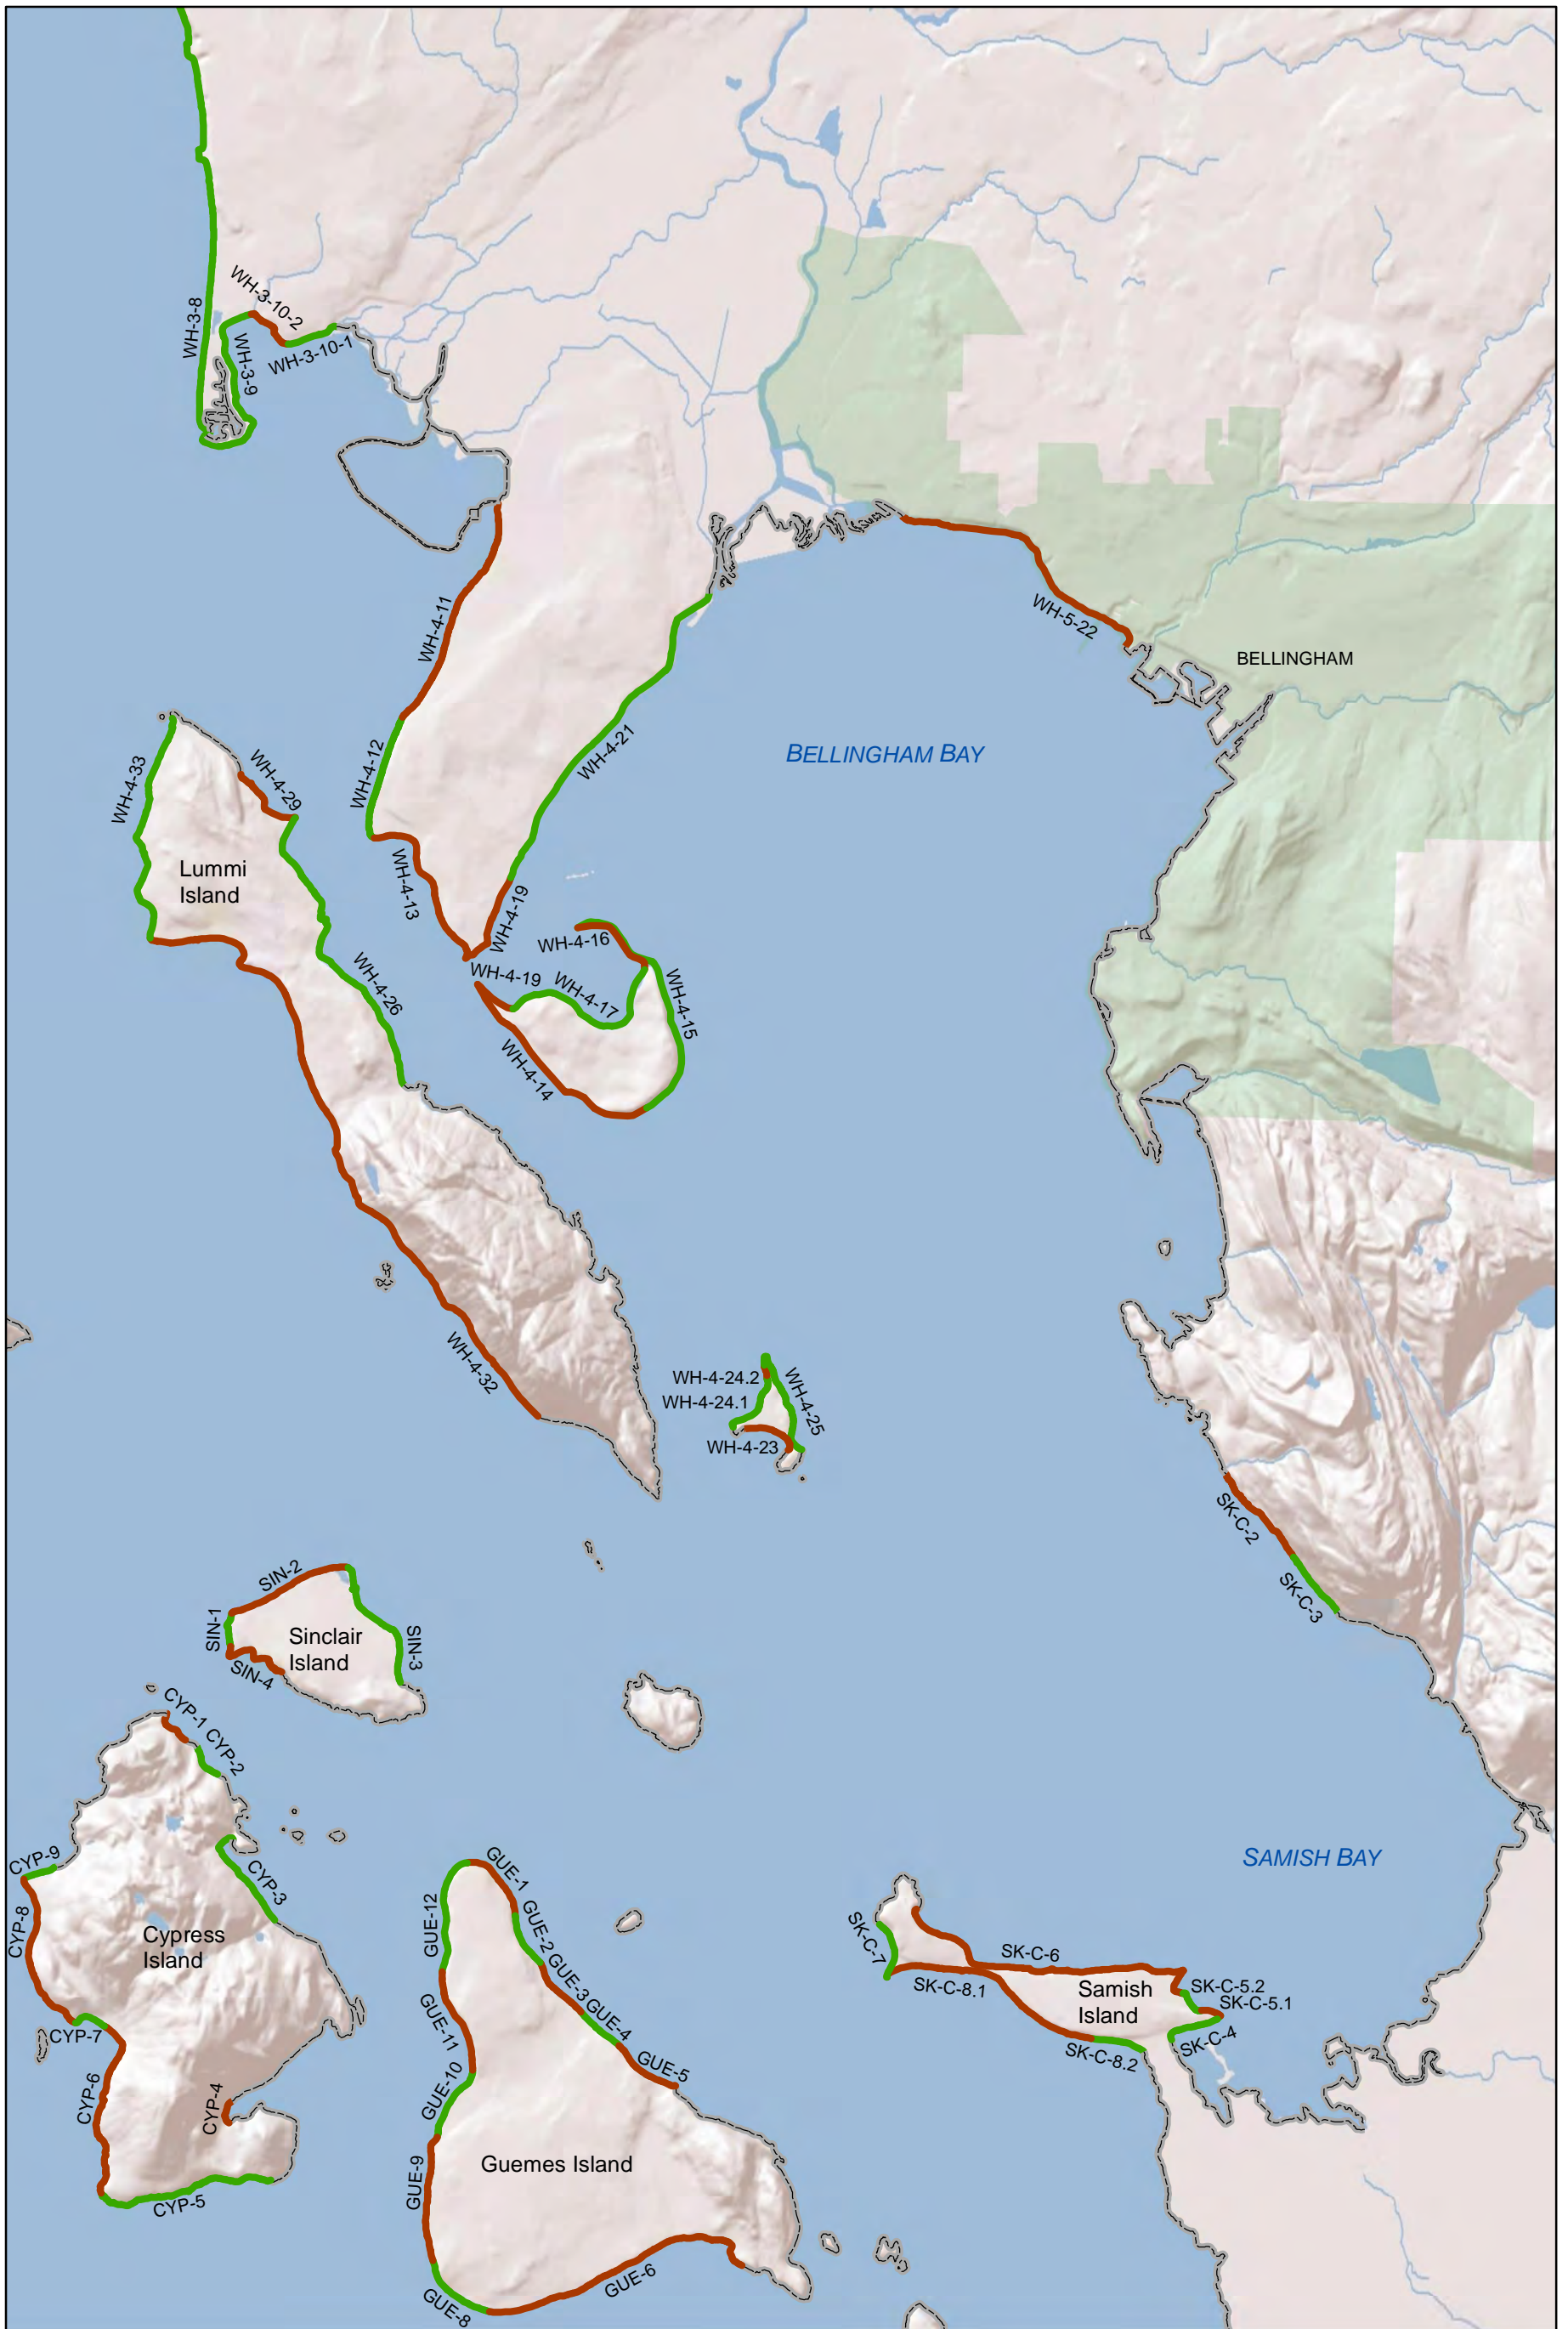 WH-3-8
WH-3-10-2
WH-3-9
WH-3-10-1
WH-4-11
WH-5-22
BELLINGHAM
BELLINGHAM BAY
WH-4-12
WH-4-21
WH-4-33
WH-4-29
Lummi
Island
WH-4-13
WH-4-19
WH-4-16
WH-4-19
WH-4-17
WH-4-15
WH-4-26
WH-4-14
WH-4-32
WH-4-24.2
WH-4-24.1
WH-4-25
WH-4-23
SK-C-2
SK-C-3
SIN-2
SIN-1
Sinclair
Island
SIN-3
SIN-4
CYP-1
CYP-2
CYP-9
CYP-3
CYP-8
Cypress
Island
CYP-7
CYP-6
CYP-4
CYP-5
GUE-1
GUE-12
GUE-2
GUE-3
GUE-4
GUE-11
GUE-5
GUE-10
Guemes Island
GUE-9
GUE-6
GUE-8
SAMISH BAY
SK-C-7
SK-C-6
SK-C-8.1
Samish
Island
SK-C-5.2
SK-C-5.1
SK-C-4
SK-C-8.2